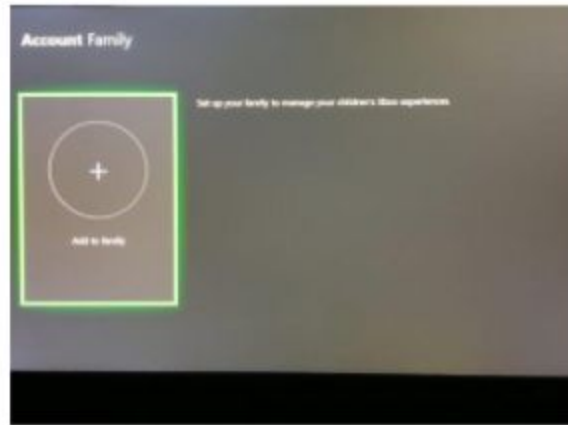 Account Family
Set up your family to manage your children's Xbox experiences.
Add to family